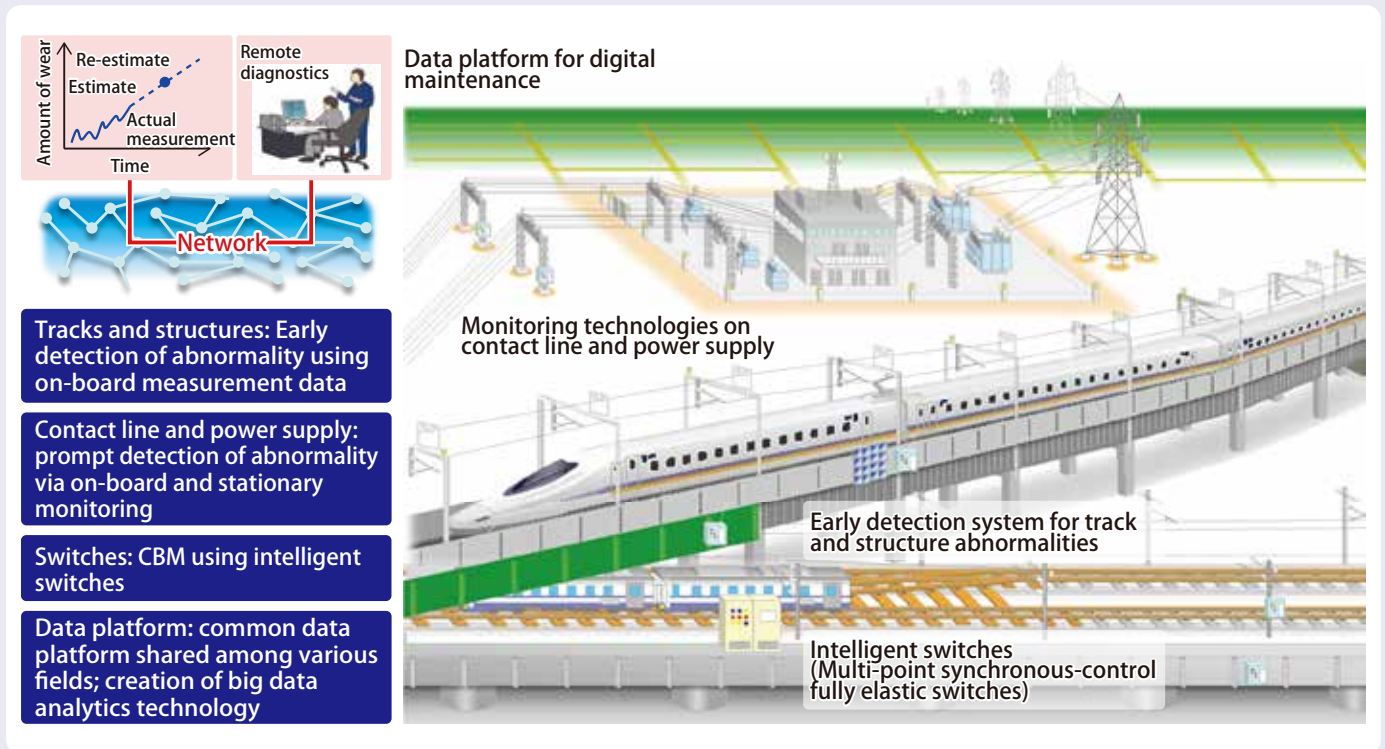 Amount of wear
Re-estimate
Estimate
Actual
measurement
Time
Remote
diagnostics
Network
Tracks and structures: Early
detection of abnormality using
on-board measurement data
Contact line and power supply:
prompt detection of abnormality
via on-board and stationary
monitoring
Switches: CBM using intelligent
switches
Data platform: common data
platform shared among various
fields; creation of big data
analytics technology
Data platform for digital
maintenance
Monitoring technologies on
contact line and power supply
Early detection system for track
and structure abnormalities
Intelligent switches
(Multi-point synchronous-control
fully elastic switches)